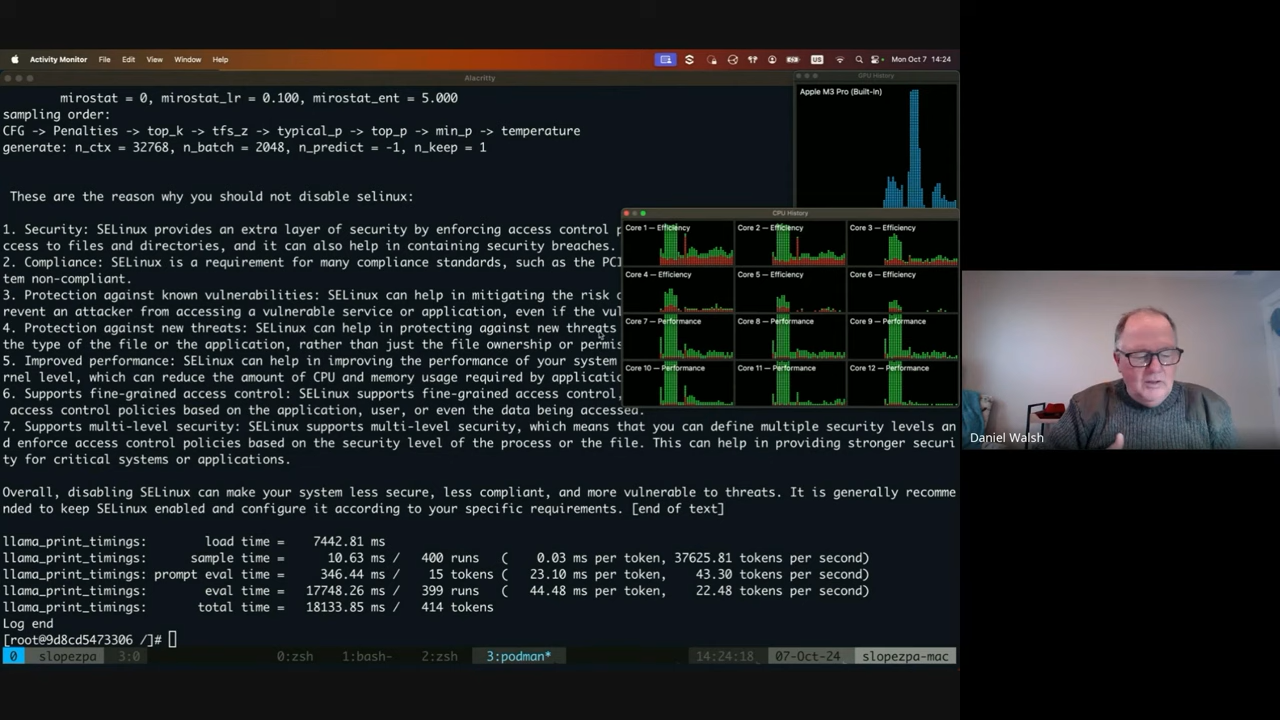 Activity Monitor File Edit View Window Help
US
Mon Oct 7 14:24
Alacritty
mirostat = 0, mirostat_lr = 0.100, mirostat_ent = 5.000
sampling order:
CFG -> Penalties -> top_k -> tfs_z -> typical_p -> top_p -> min_p -> temperature
generate: n_ctx = 32768, n_batch = 2048, n_predict = -1, n_keep = 1
These are the reason why you should not disable selinux:
1. Security: SELinux provides an extra layer of security by enforcing access control p
ccess to files and directories, and it can also help in containing security breaches.
2. Compliance: SELinux is a requirement for many compliance standards, such as the PCI
tem non-compliant.
3. Protection against known vulnerabilities: SELinux can help in mitigating the risk o
revent an attacker from accessing a vulnerable service or application, even if the vul
4. Protection against new threats: SELinux can help in protecting against new threats
the type of the file or the application, rather than just the file ownership or permis
5. Improved performance: SELinux can help in improving the performance of your system
rnel level, which can reduce the amount of CPU and memory usage required by applicatio
6. Supports fine-grained access control: SELinux supports fine-grained access control,
access control policies based on the application, user, or even the data being accessed.
7. Supports multi-level security: SELinux supports multi-level security, which means that you can define multiple security levels an
d enforce access control policies based on the security level of the process or the file. This can help in providing stronger securi
ty for critical systems or applications.
Overall, disabling SELinux can make your system less secure, less compliant, and more vulnerable to threats. It is generally recomme
nded to keep SELinux enabled and configure it according to your specific requirements. [end of text]
llama_print_timings: load time = 7442.81 ms
llama_print_timings: sample time = 10.63 ms / 400 runs ( 0.03 ms per token, 37625.81 tokens per second)
llama_print_timings: prompt eval time = 346.44 ms / 15 tokens ( 23.10 ms per token, 43.30 tokens per second)
llama_print_timings: eval time = 17748.26 ms / 399 runs ( 44.48 ms per token, 22.48 tokens per second)
llama_print_timings: total time = 18133.85 ms / 414 tokens
Log end
[root@9d8cd5473306 /]#
0 slopezpa 3:0 0:zsh 1:bash- 2:zsh 3:podman* 14:24:18 07-Oct-24 slopezpa-mac
GPU History
Apple M3 Pro (Built-In)
CPU History
Core 1 — Efficiency Core 2 — Efficiency Core 3 — Efficiency
Core 4 — Efficiency Core 5 — Efficiency Core 6 — Efficiency
Core 7 — Performance Core 8 — Performance Core 9 — Performance
Core 10 — Performance Core 11 — Performance Core 12 — Performance
Daniel Walsh